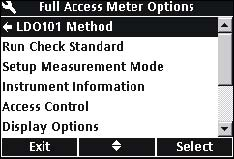 Full Access Meter Options
← LDO101 Method
Run Check Standard
Setup Measurement Mode
Instrument Information
Access Control
Display Options
Exit
Select